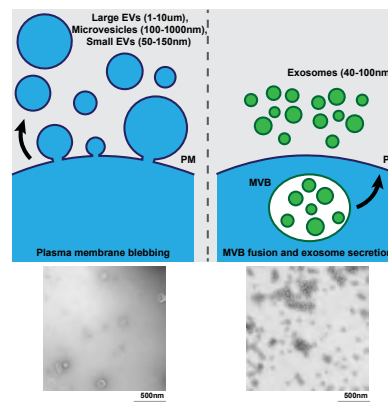 Large EVs (1-10um),
Microvesicles (100-1000nm),
Small EVs (50-150nm)
PM
Plasma membrane blebbing
500nm
Exosomes (40-100nm
P
MVB
MVB fusion and exosome secretion
500nm